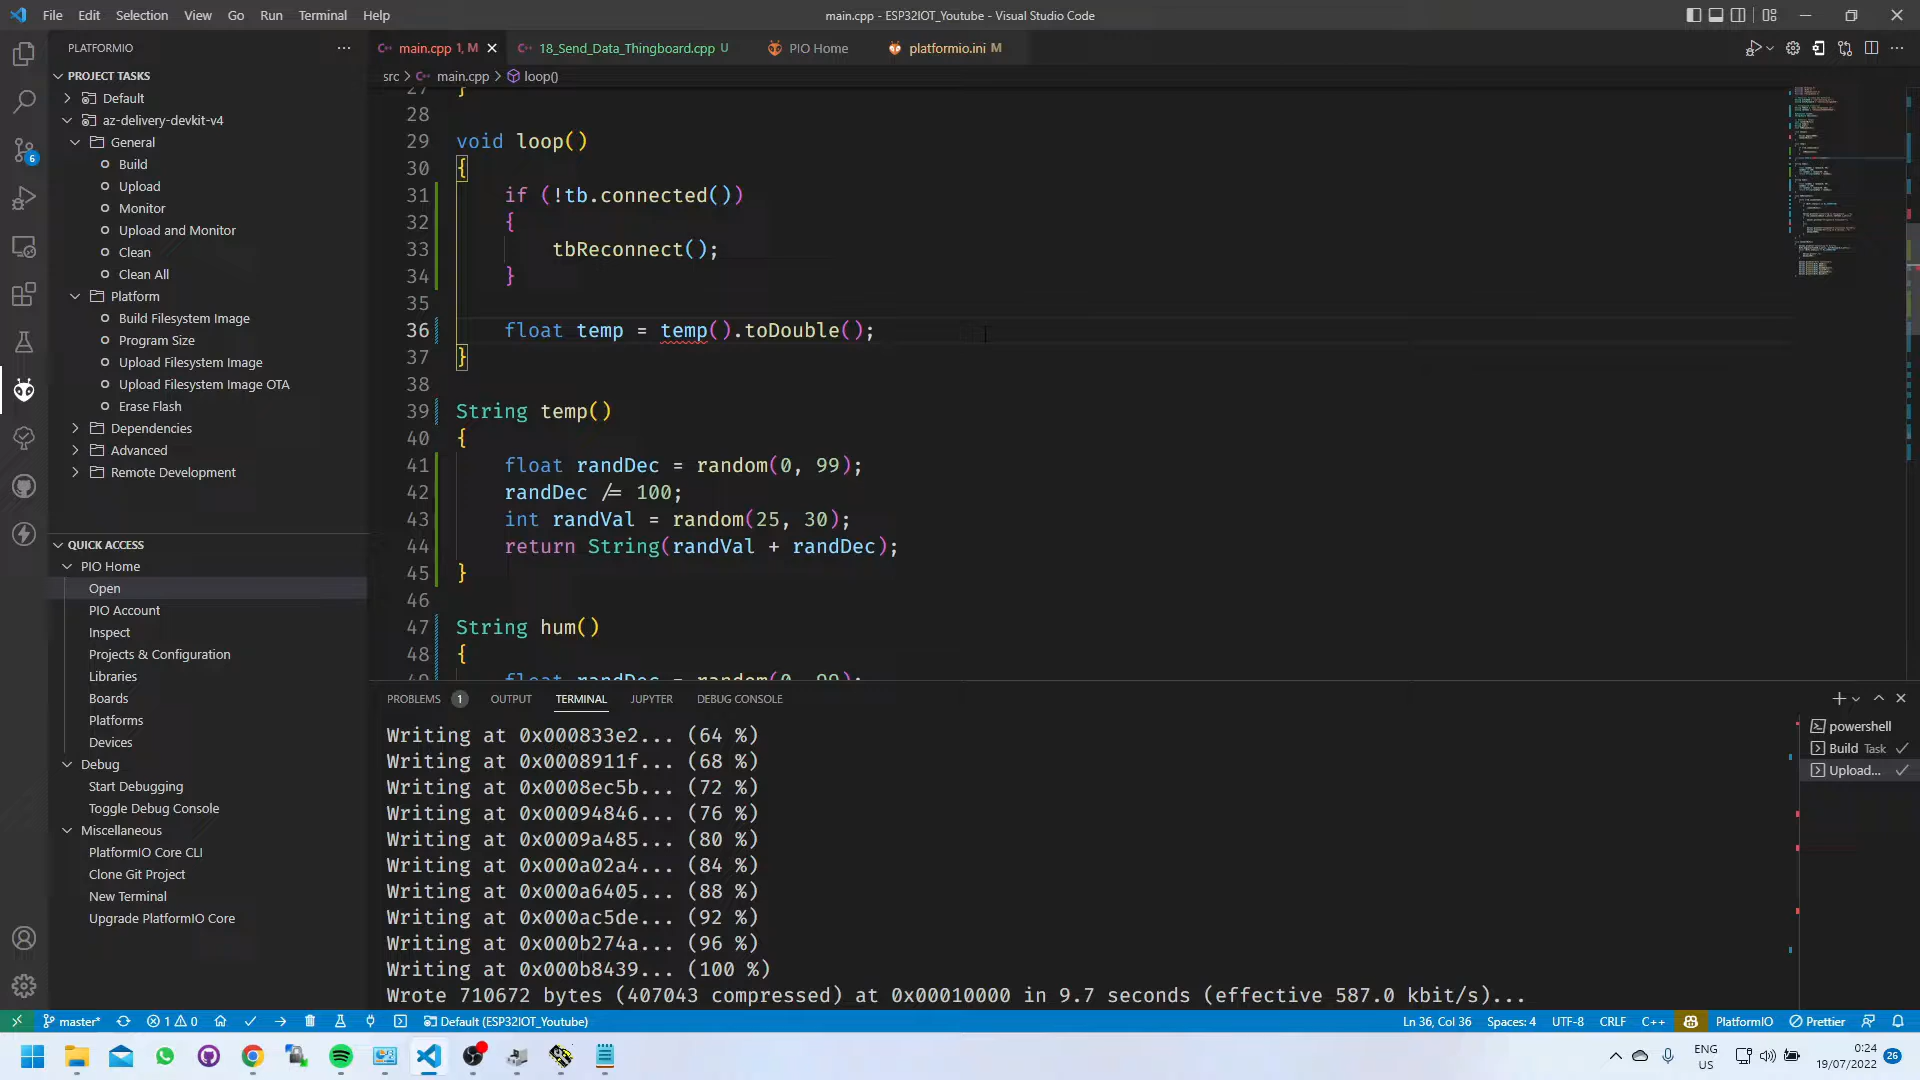 File Edit Selection View Go Run Terminal Help
main.cpp - ESP32IOT_Youtube - Visual Studio Code
PLATFORMIO
main.cpp 1, M
18_Send_Data_Thingboard.cpp U
PIO Home
platformio.ini M
src > main.cpp > loop()
PROJECT TASKS
Default
az-delivery-devkit-v4
General
Build
Upload
Monitor
Upload and Monitor
Clean
Clean All
Platform
Build Filesystem Image
Program Size
Upload Filesystem Image
Upload Filesystem Image OTA
Erase Flash
Dependencies
Advanced
Remote Development
QUICK ACCESS
PIO Home
Open
PIO Account
Inspect
Projects & Configuration
Libraries
Boards
Platforms
Devices
Debug
Start Debugging
Toggle Debug Console
Miscellaneous
PlatformIO Core CLI
Clone Git Project
New Terminal
Upgrade PlatformIO Core
6
27 }
28
29 void loop()
30 {
31 if (!tb.connected())
32 {
33 tbReconnect();
34 }
35
36 float temp = temp().toDouble();
37 }
38
39 String temp()
40 {
41 float randDec = random(0, 99);
42 randDec /= 100;
43 int randVal = random(25, 30);
44 return String(randVal + randDec);
45 }
46
47 String hum()
48 {
49 float randDec = random(0, 99);
PROBLEMS 1 OUTPUT TERMINAL JUPYTER DEBUG CONSOLE
Writing at 0x000833e2... (64 %)
Writing at 0x0008911f... (68 %)
Writing at 0x0008ec5b... (72 %)
Writing at 0x00094846... (76 %)
Writing at 0x0009a485... (80 %)
Writing at 0x000a02a4... (84 %)
Writing at 0x000a6405... (88 %)
Writing at 0x000ac5de... (92 %)
Writing at 0x000b274a... (96 %)
Writing at 0x000b8439... (100 %)
Wrote 710672 bytes (407043 compressed) at 0x00010000 in 9.7 seconds (effective 587.0 kbit/s)...
powershell
Build Task
Upload...
master* 1 0 Default (ESP32IOT_Youtube)
Ln 36, Col 36 Spaces: 4 UTF-8 CRLF C++ PlatformIO Prettier
ENG
US
0:24
19/07/2022
26